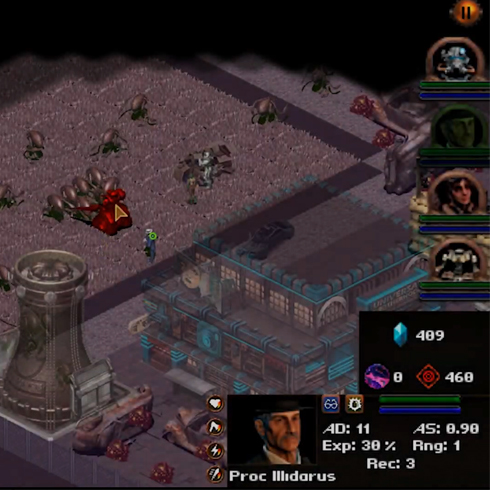 409
0 460
AD: 11 AS: 0.90
Exp: 30 % Rng: 1
Rec: 3
Proc Illidarus